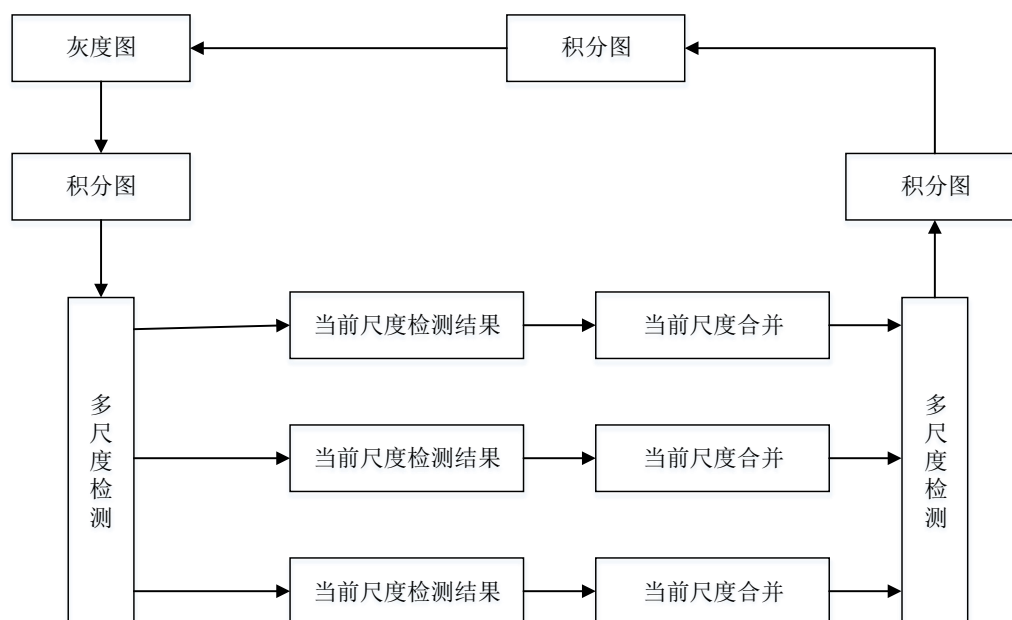 灰度图
积分图
积分图
积分图
当前尺度检测结果
当前尺度合并
多尺度检测
当前尺度检测结果
当前尺度合并
多尺度检测
当前尺度检测结果
当前尺度合并